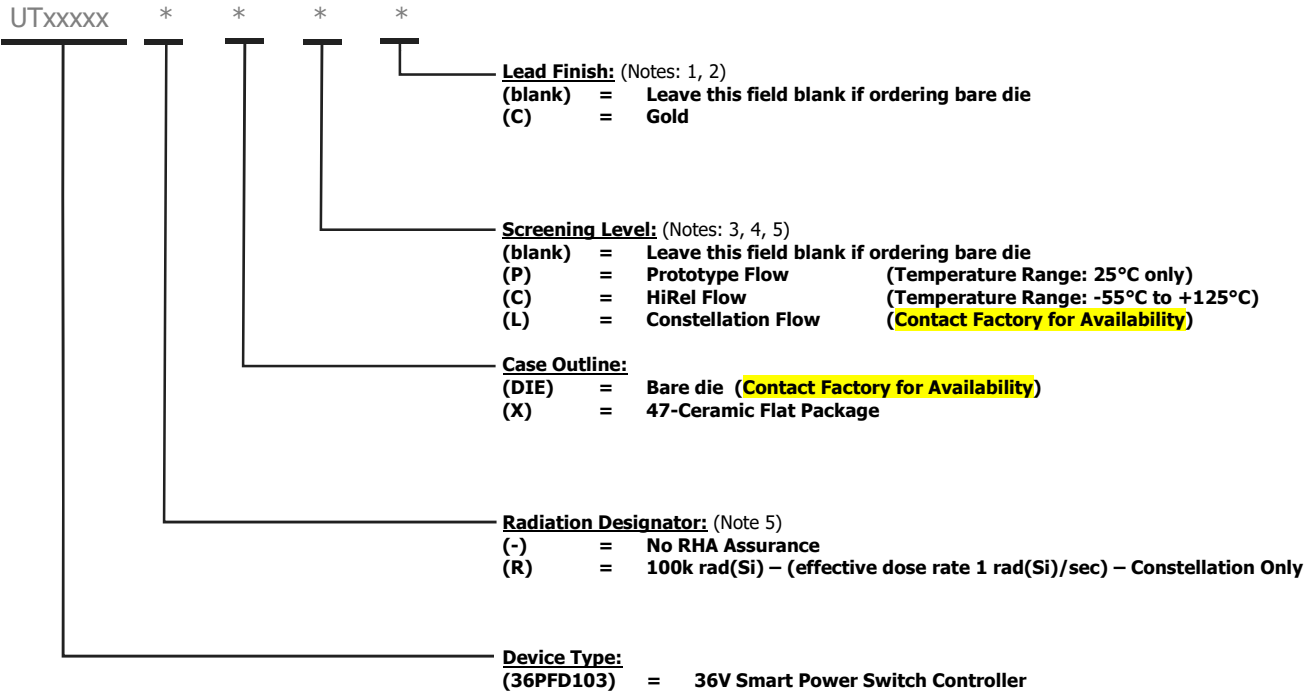 UTxxxxx * * * *
Lead Finish: (Notes: 1, 2)
(blank) = Leave this field blank if ordering bare die
(C) = Gold
Screening Level: (Notes: 3, 4, 5)
(blank) = Leave this field blank if ordering bare die
(P) = Prototype Flow (Temperature Range: 25°C only)
(C) = HiRel Flow (Temperature Range: -55°C to +125°C)
(L) = Constellation Flow (Contact Factory for Availability)
Case Outline:
(DIE) = Bare die (Contact Factory for Availability)
(X) = 47-Ceramic Flat Package
Radiation Designator: (Note 5)
(-) = No RHA Assurance
(R) = 100k rad(Si) – (effective dose rate 1 rad(Si)/sec) – Constellation Only
Device Type:
(36PFD103) = 36V Smart Power Switch Controller